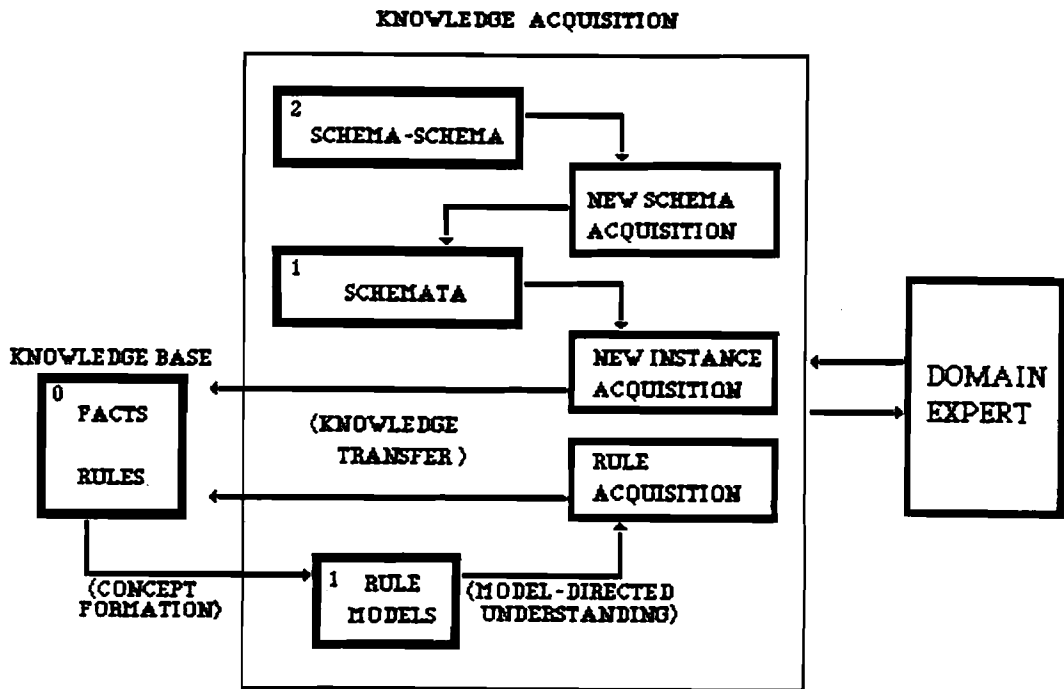 KNOWLEDGE ACQUISITION
2
SCHEMA-SCHEMA
NEW SCHEMA
ACQUISITION
1
SCHEMATA
KNOWLEDGE BASE
0
FACTS
RULES
NEW INSTANCE
ACQUISITION
(KNOWLEDGE
TRANSFER)
RULE
ACQUISITION
DOMAIN
EXPERT
(CONCEPT
FORMATION)
1 RULE
MODELS
(MODEL-DIRECTED
UNDERSTANDING)